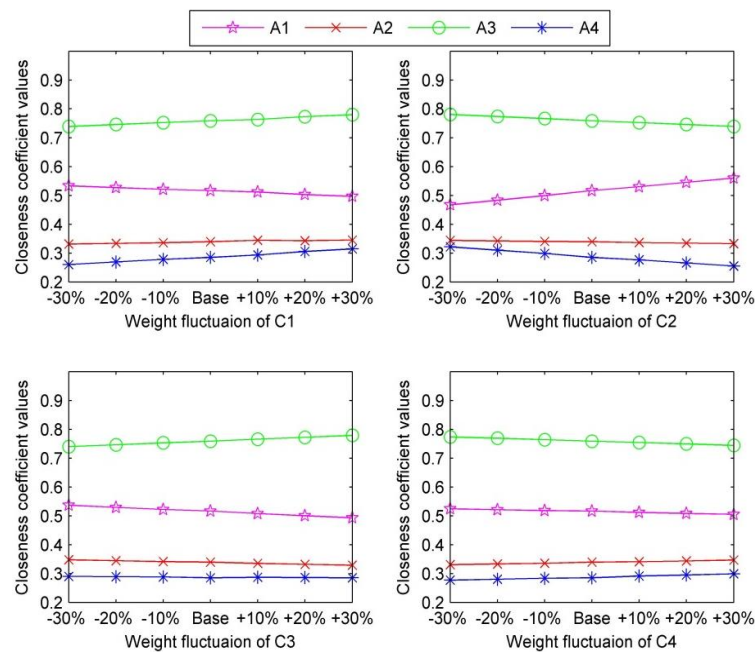 A1 A2 A3 A4
Closeness coefficient values
0.9
0.8
0.7
0.6
0.5
0.4
0.3
0.2
-30% -20% -10% Base +10% +20% +30%
Weight fluctuaion of C1
Closeness coefficient values
0.9
0.8
0.7
0.6
0.5
0.4
0.3
0.2
-30% -20% -10% Base +10% +20% +30%
Weight fluctuaion of C2
Closeness coefficient values
0.9
0.8
0.7
0.6
0.5
0.4
0.3
0.2
-30% -20% -10% Base +10% +20% +30%
Weight fluctuaion of C3
Closeness coefficient values
0.9
0.8
0.7
0.6
0.5
0.4
0.3
0.2
-30% -20% -10% Base +10% +20% +30%
Weight fluctuaion of C4